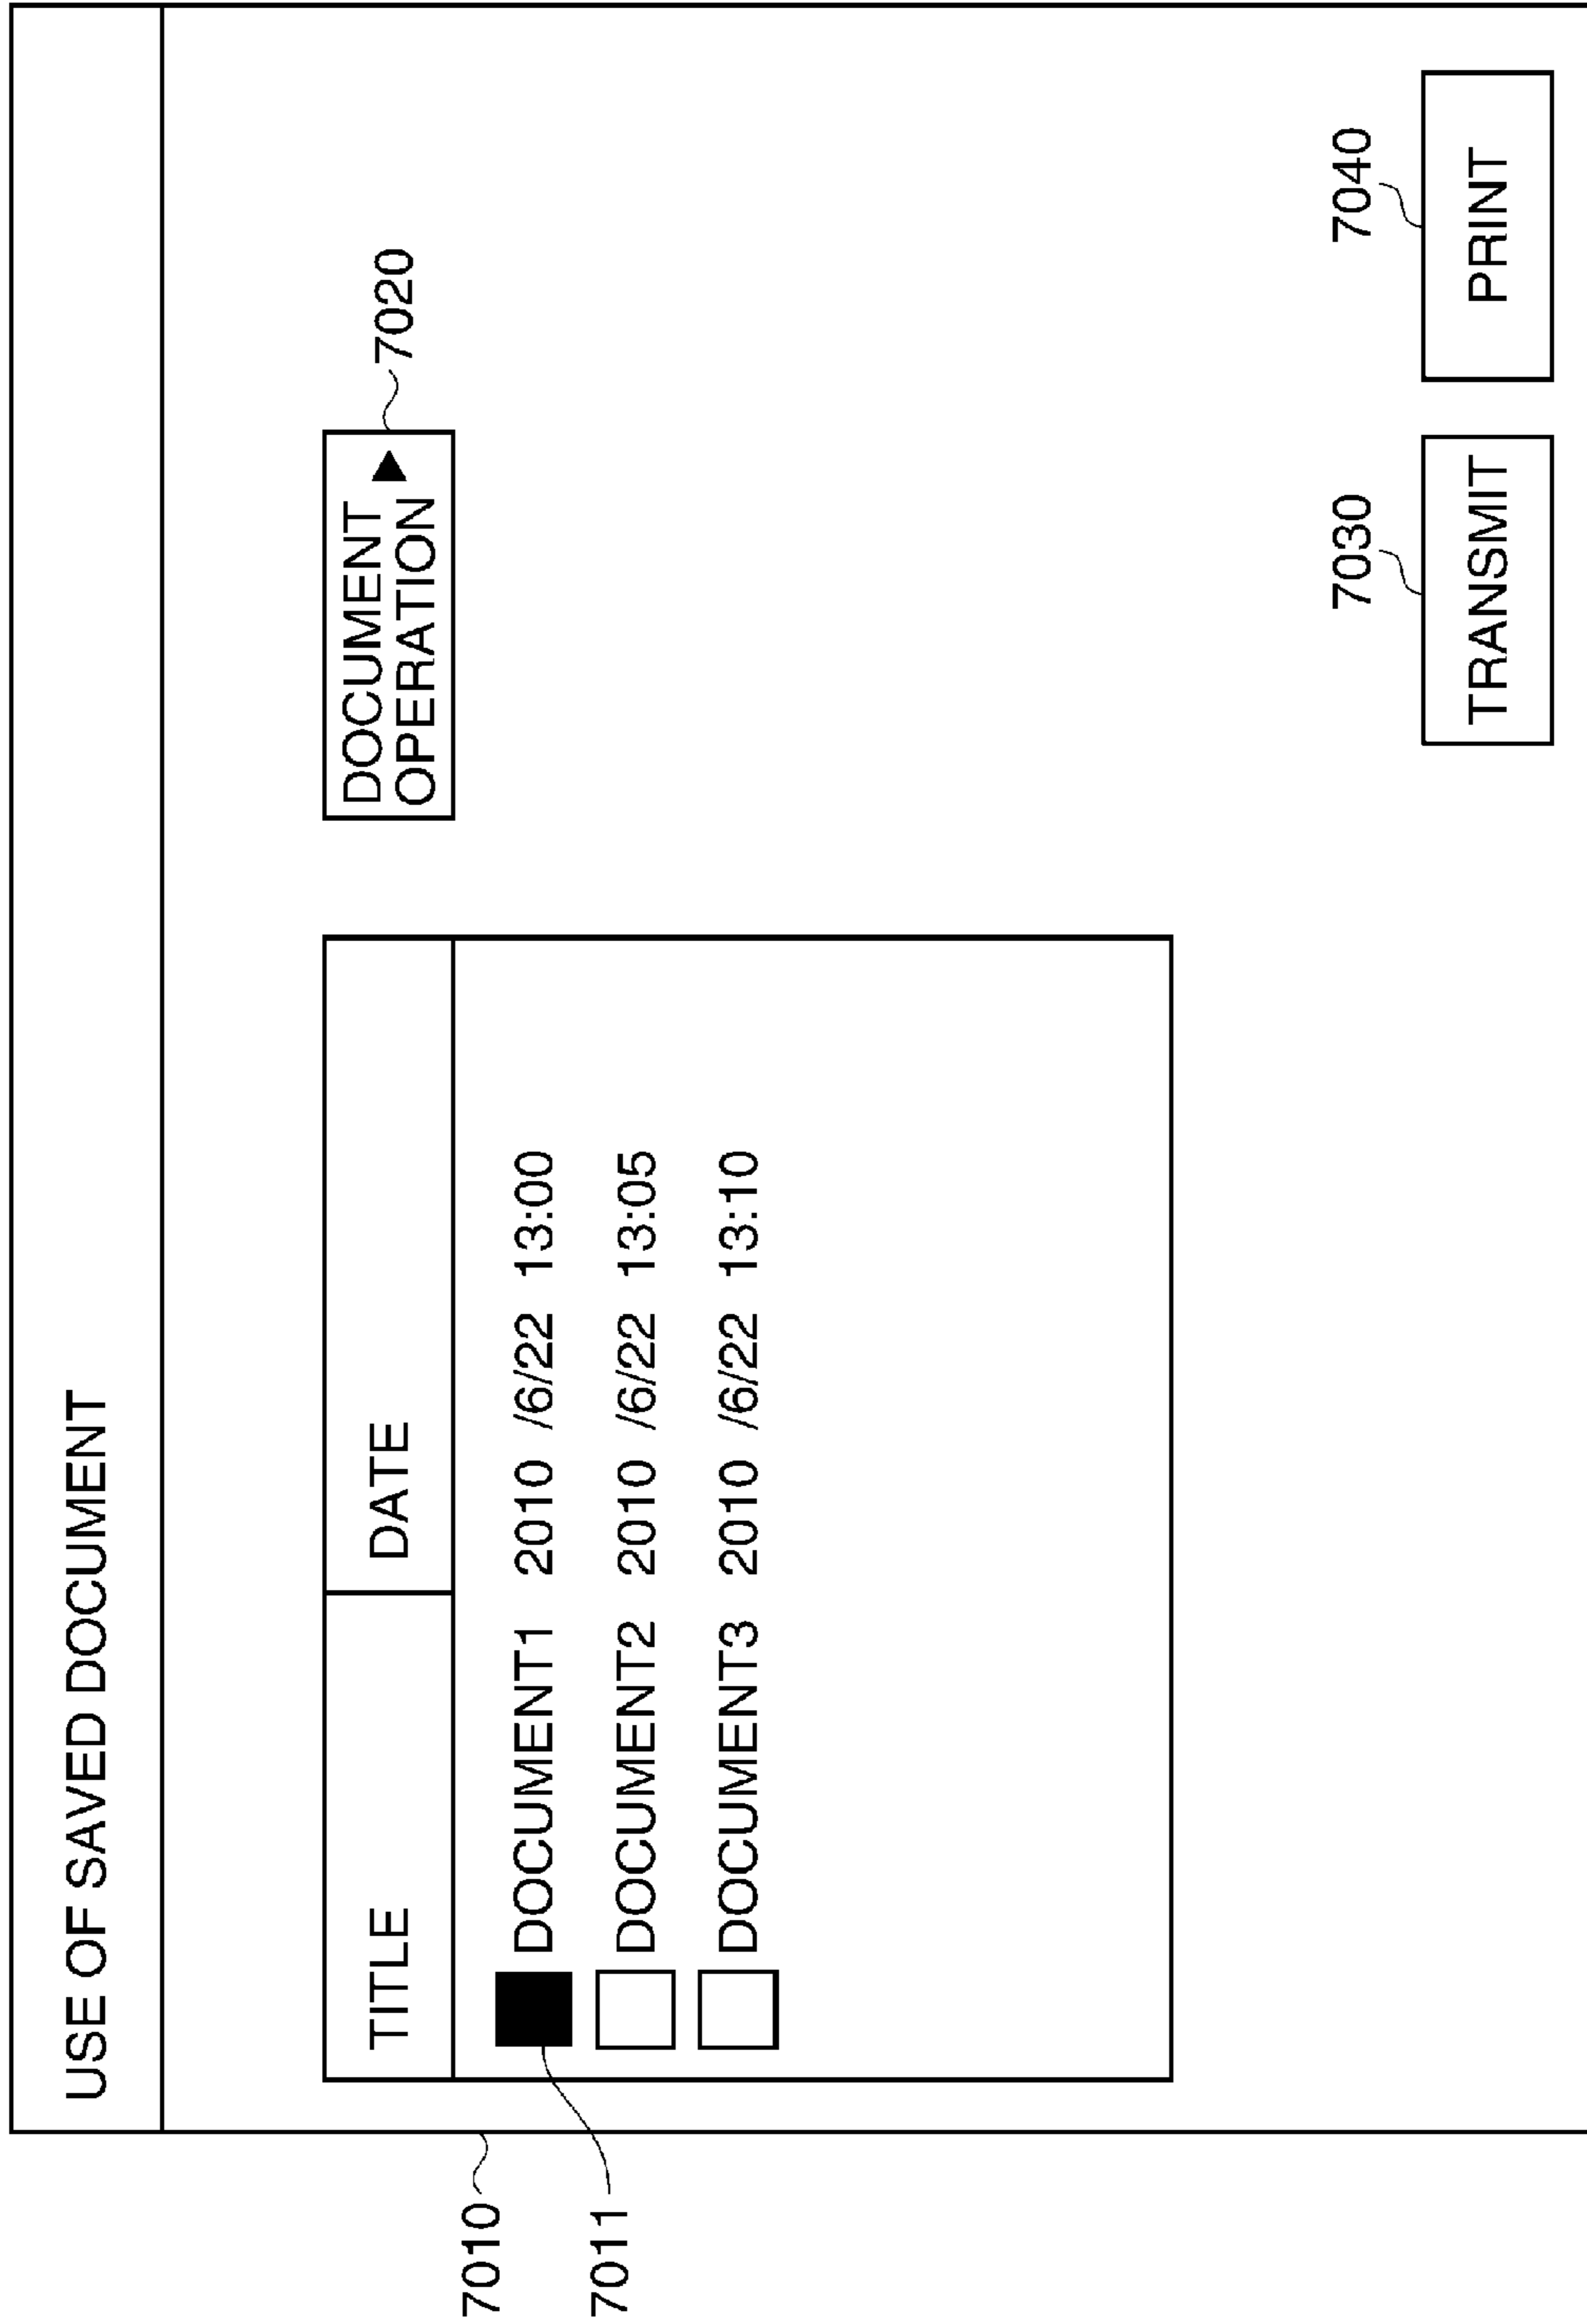 USE OF SAVED DOCUMENT
7010
TITLE DATE
DOCUMENT OPERATION
7020
7011
DOCUMENT1 2010 /6/22 13:00
DOCUMENT2 2010 /6/22 13:05
DOCUMENT3 2010 /6/22 13:10
7030
7040
TRANSMIT
PRINT